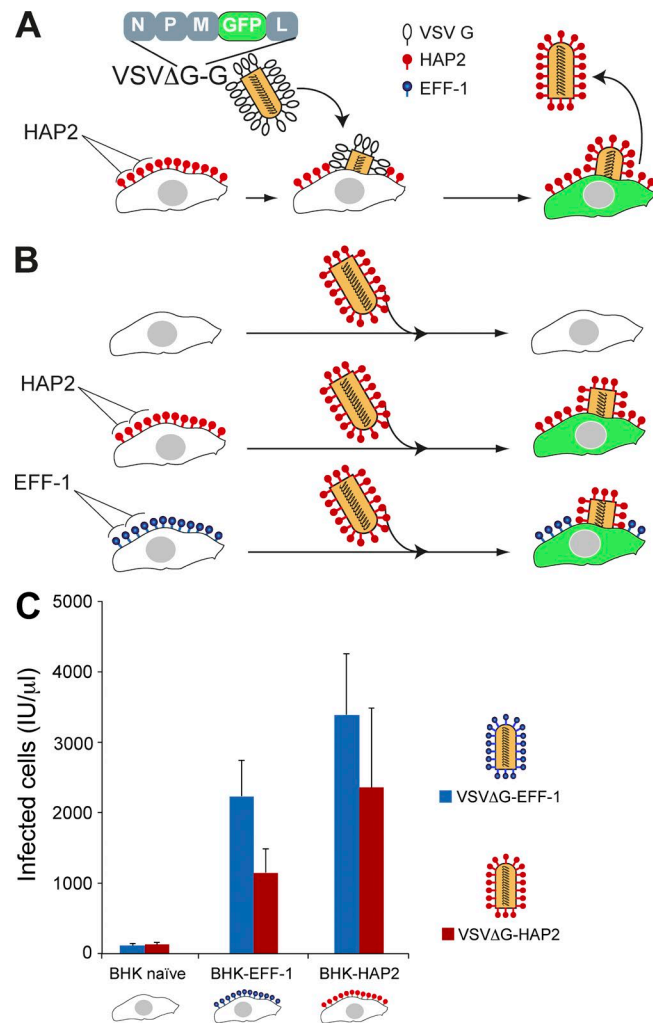 A
N P M GFP L
VSVΔG-G
VSV G
HAP2
EFF-1
HAP2
B
HAP2
EFF-1
C
Infected cells (IU/µl)
5000
4000
3000
2000
1000
0
BHK naïve
BHK-EFF-1
BHK-HAP2
VSVΔG-EFF-1
VSVΔG-HAP2